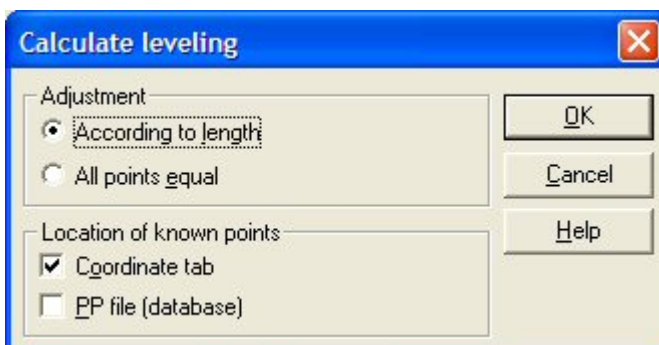 Calculate leveling
Adjustment
According to length
All points equal
Location of known points
Coordinate tab
PP file (database)
OK
Cancel
Help